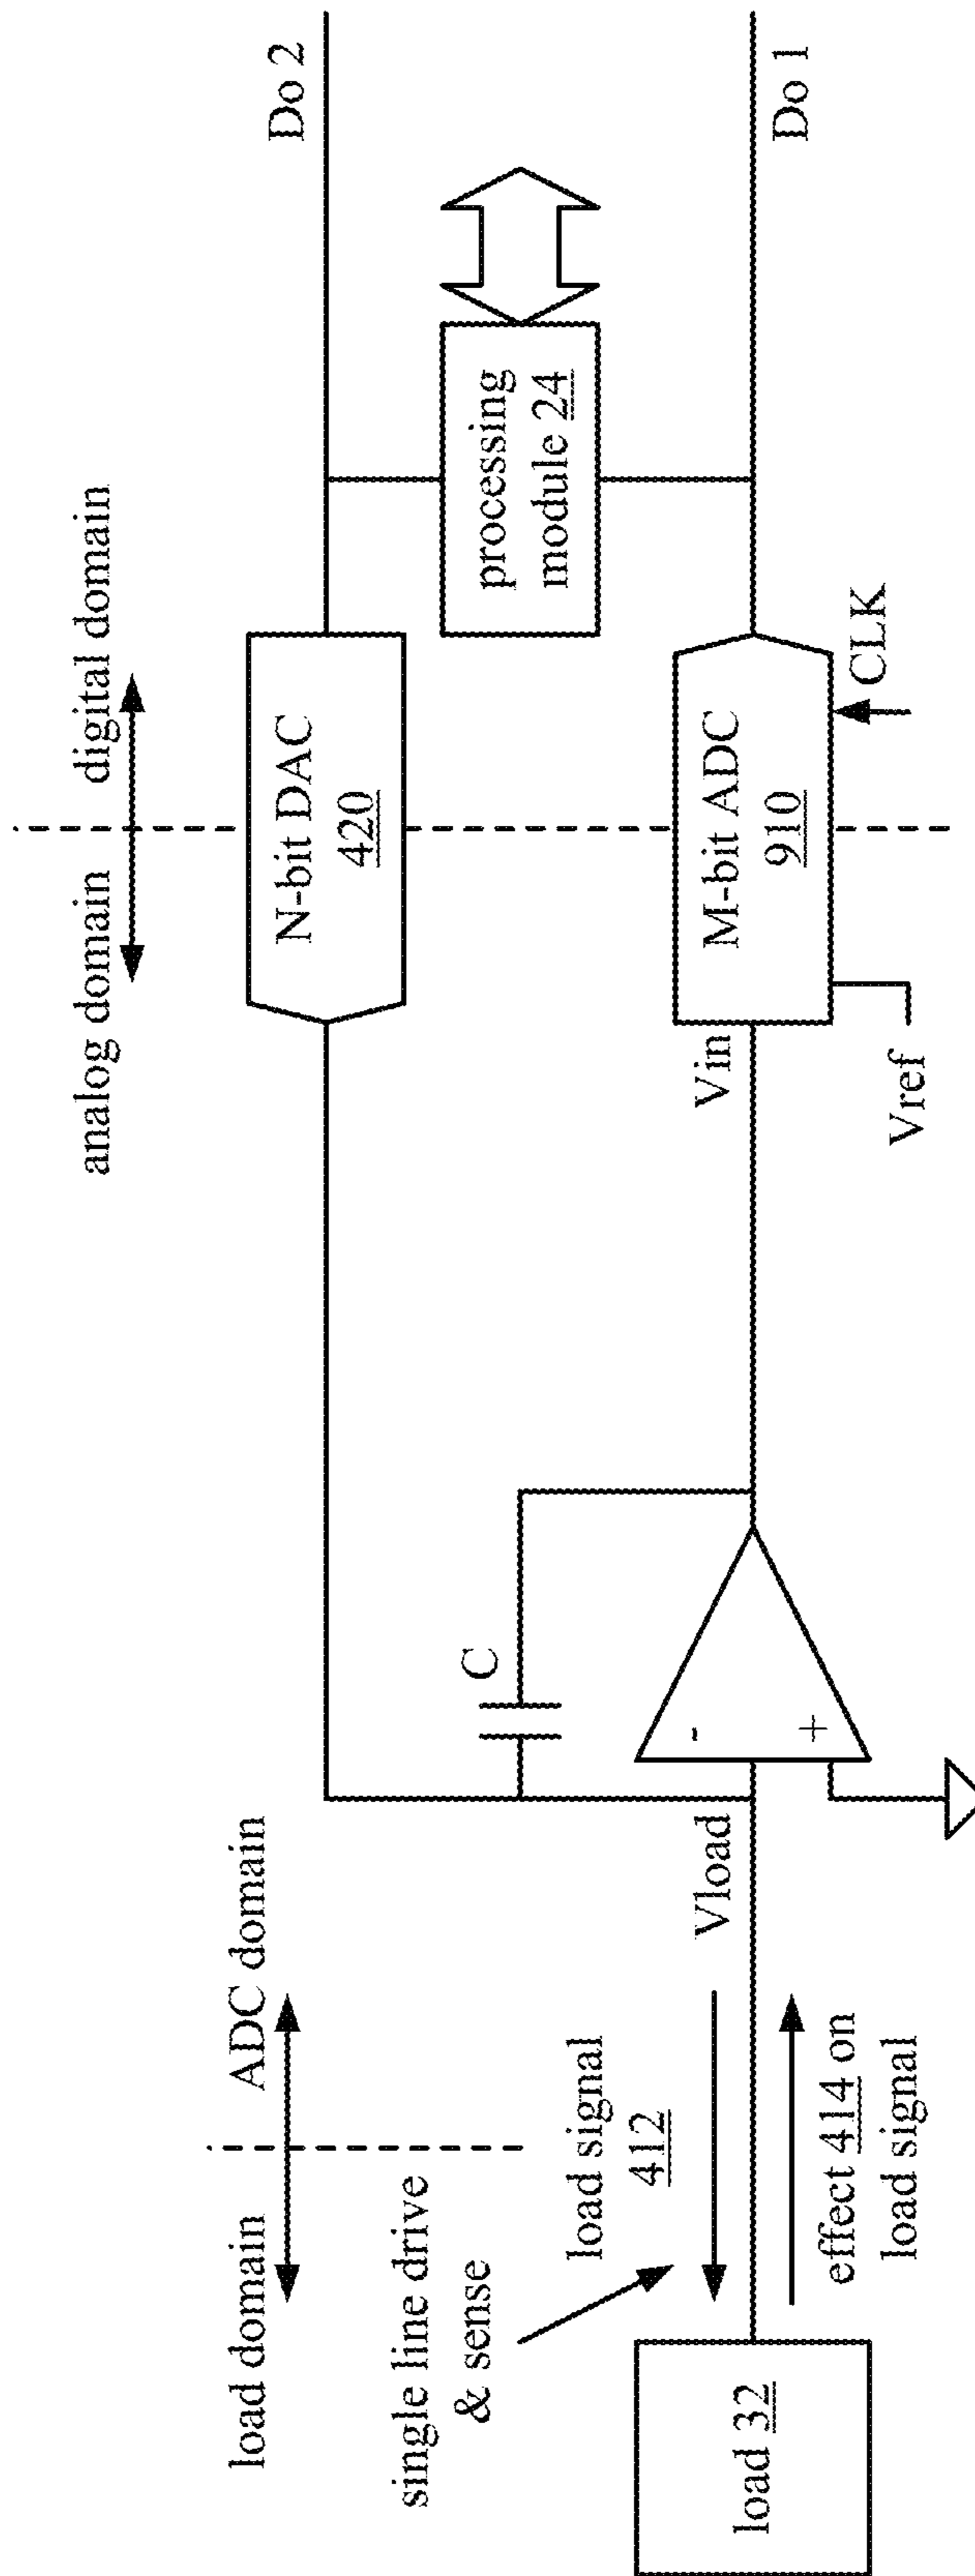 analog domain
digital domain
load domain
ADC domain
N-bit DAC
420
Do 2
single line drive
& sense
C
processing
module 24
load signal
412
Vload
-
+
Vin
M-bit ADC
910
Do 1
load 32
effect 414 on
load signal
Vref
CLK